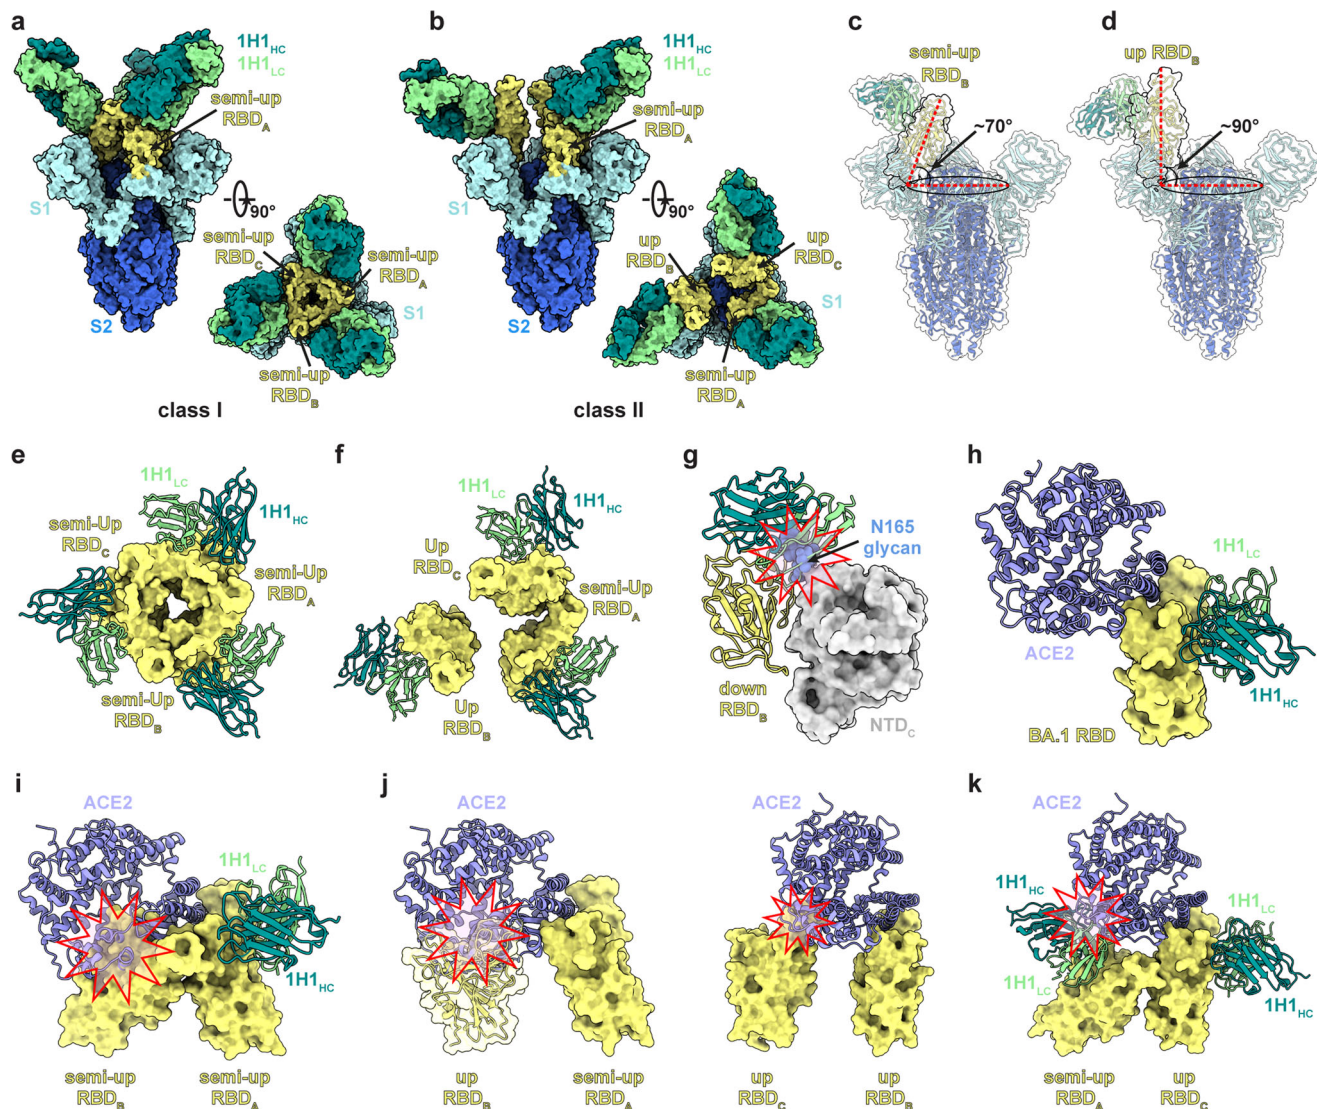 a
1H1HC
1H1LC
semi-up
RBDA
S1
90°
semi-up
RBDC
semi-up
RBDA
S1
S2
semi-up
RBDB
class I
b
1H1HC
1H1LC
semi-up
RBDA
S1
90°
up
RBDB
up
RBDC
S1
S2
semi-up
RBDA
class II
c
semi-up
RBDB
~70°
d
up RBDB
~90°
e
1H1LC
1H1HC
semi-Up
RBDC
semi-Up
RBDA
semi-Up
RBDB
f
1H1LC
1H1HC
Up
RBDC
semi-Up
RBDA
Up
RBDB
g
N165
glycan
down
RBDB
NTDC
h
1H1LC
ACE2
1H1HC
BA.1 RBD
i
ACE2
1H1LC
1H1HC
semi-up
RBDB
semi-up
RBDA
j
ACE2
up
RBDB
semi-up
RBDA
ACE2
up
RBDC
up
RBDB
k
ACE2
1H1HC
1H1LC
1H1LC
1H1HC
semi-up
RBDA
up
RBDC